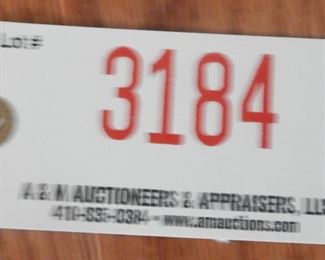 Lot#
3184
A & M AUCTIONEERS & APPRAISERS, LLC
410-835-0384 • www.amauctions.com